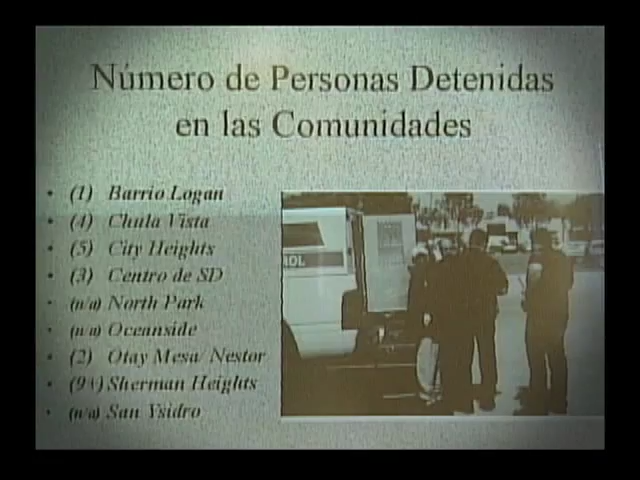 Número de Personas Detenidas
en las Comunidades
• (1) Barrio Logan
• (4) Chula Vista
• (5) City Heights
• (3) Centro de SD
• (n/a) North Park
• (n/a) Oceanside
• (2) Otay Mesa/ Nestor
• (9+) Sherman Heights
• (n/a) San Ysidro
ROL